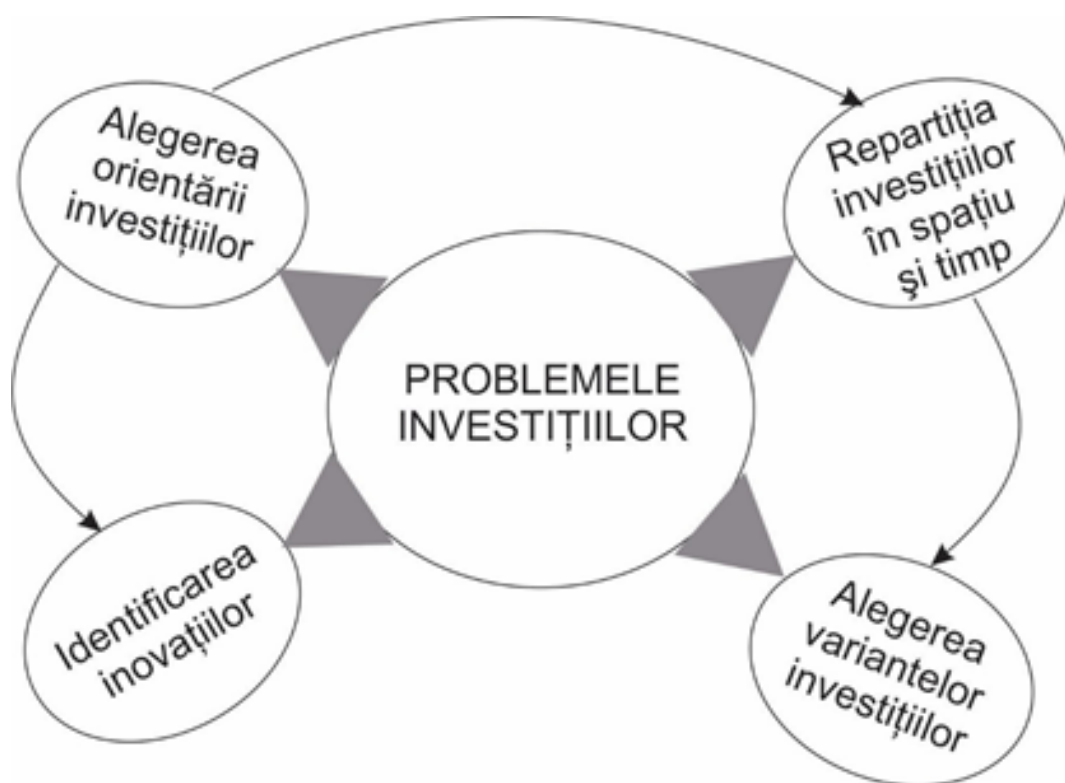 Alegerea
orientării
investițiilor
Repartiția
investițiilor
în spațiu
şi timp
PROBLEMELE
INVESTIȚIILOR
Identificarea
inovațiilor
Alegerea
variantelor
investițiilor